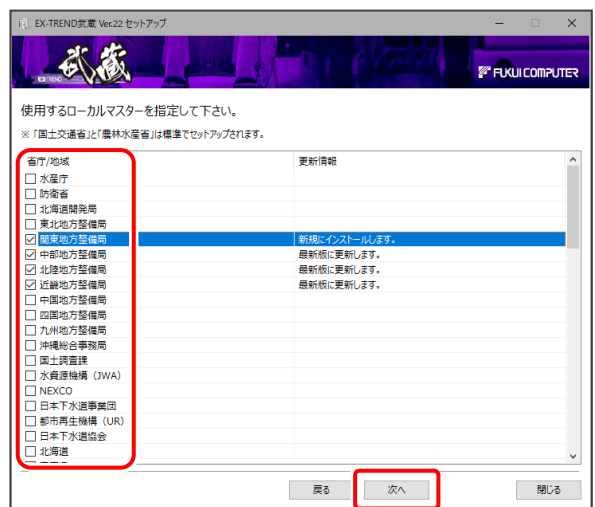 EX-TREND武蔵 Ver.22 セットアップ
EX-TREND 武蔵
FUKUI COMPUTER
使用するローカルマスターを指定して下さい。
※「国土交通省」と「農林水産省」は標準でセットアップされます。
省庁/地域 更新情報
水産庁
防衛省
北海道開発局
東北地方整備局
関東地方整備局 新規にインストールします。
中部地方整備局 最新版に更新します。
北陸地方整備局 最新版に更新します。
近畿地方整備局 最新版に更新します。
中国地方整備局
四国地方整備局
九州地方整備局
沖縄総合事務局
国土調査課
水資源機構（JWA）
NEXCO
日本下水道事業団
都市再生機構（UR）
日本下水道協会
北海道
戻る 次へ 閉じる